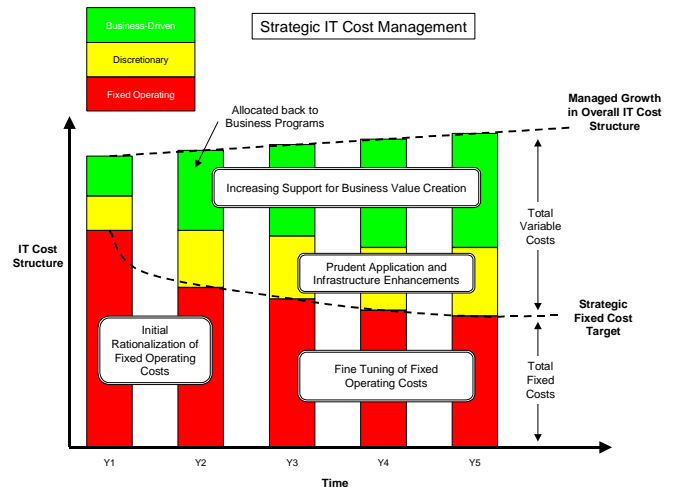 Strategic IT Cost Management
Business-Driven
Discretionary
Fixed Operating
Allocated back to
Business Programs
Managed Growth
in Overall IT Cost
Structure
Increasing Support for Business Value Creation
Total
Variable
Costs
IT Cost
Structure
Prudent Application and
Infrastructure Enhancements
Strategic
Fixed Cost
Target
Initial
Rationalization of
Fixed Operating
Costs
Fine Tuning of Fixed
Operating Costs
Total
Fixed
Costs
Y1
Y2
Y3
Y4
Y5
Time